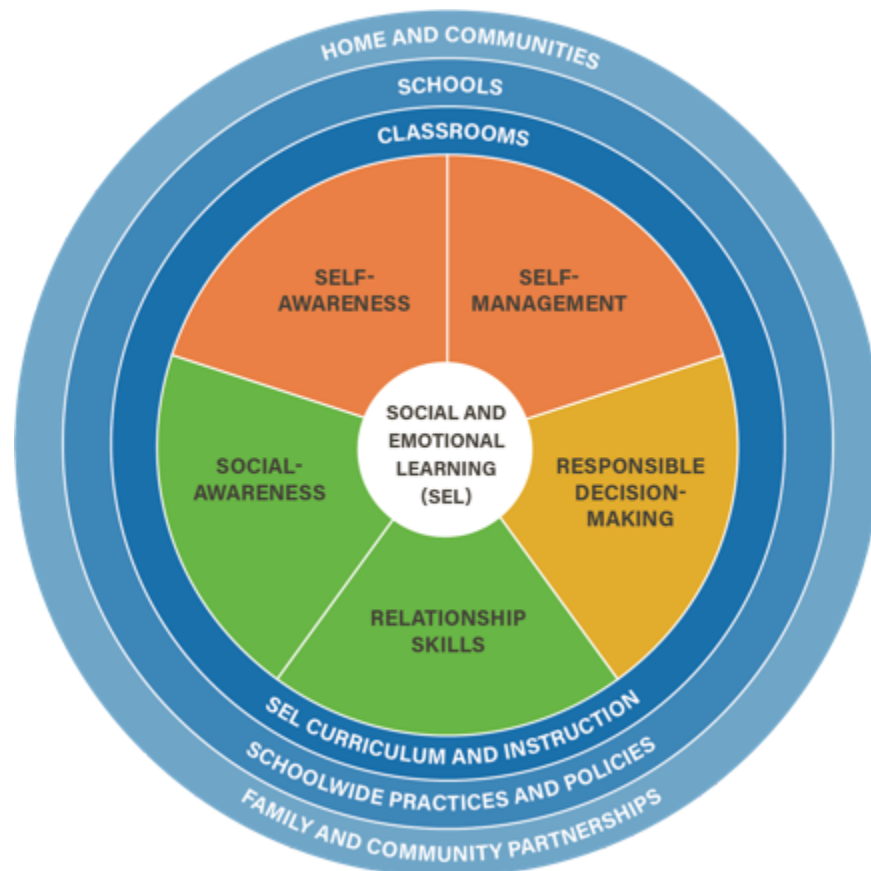 HOME AND COMMUNITIES
SCHOOLS
CLASSROOMS
SELF-
AWARENESS
SELF-
MANAGEMENT
SOCIAL AND
EMOTIONAL
LEARNING
(SEL)
SOCIAL-
AWARENESS
RESPONSIBLE
DECISION-
MAKING
RELATIONSHIP
SKILLS
SEL CURRICULUM AND INSTRUCTION
SCHOOLWIDE PRACTICES AND POLICIES
FAMILY AND COMMUNITY PARTNERSHIPS